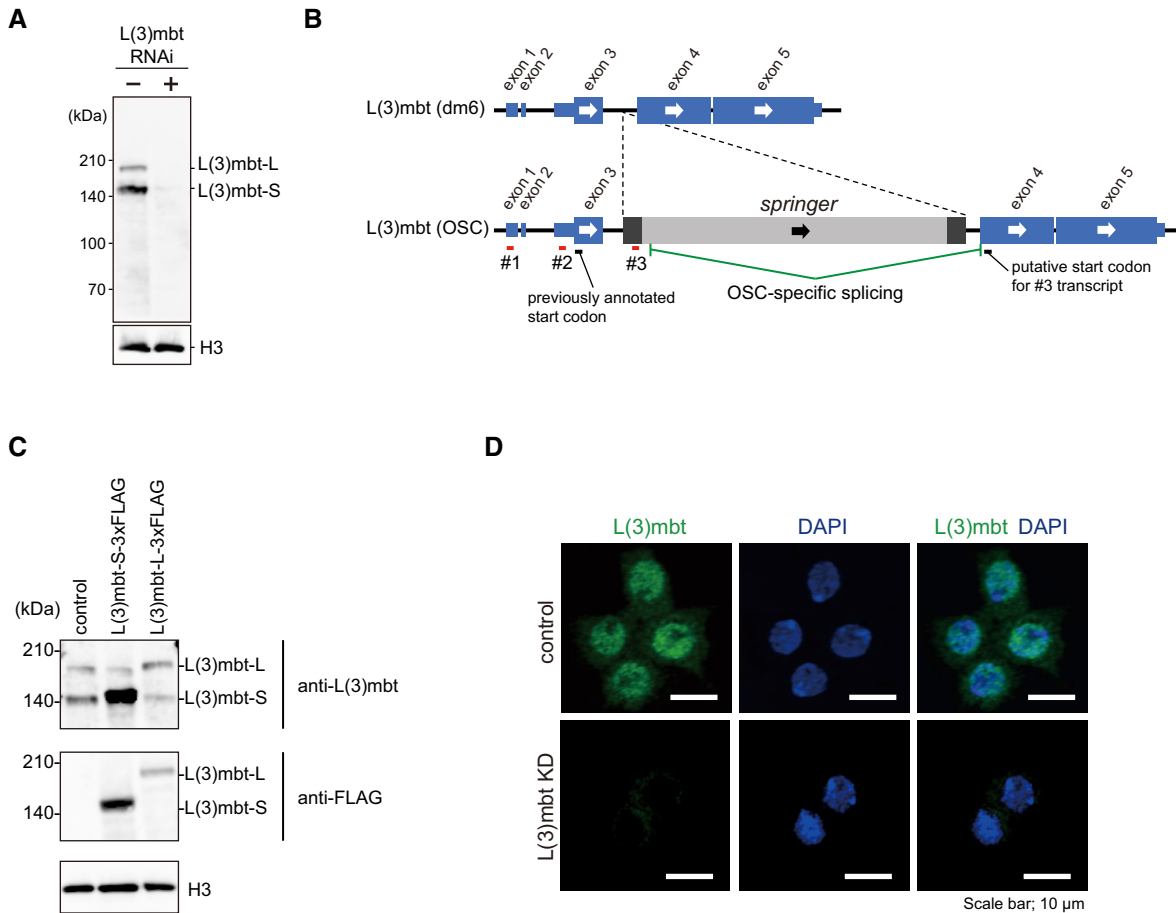 A
L(3)mbt
RNAi
− +
(kDa)
210
140
100
70
L(3)mbt-L
L(3)mbt-S
H3
B
exon 1
exon 2
exon 3
exon 4
exon 5
L(3)mbt (dm6)
exon 1
exon 2
exon 3
springer
exon 4
exon 5
L(3)mbt (OSC)
#1
#2
#3
previously annotated
start codon
OSC-specific splicing
putative start codon
for #3 transcript
C
control
L(3)mbt-S-3xFLAG
L(3)mbt-L-3xFLAG
(kDa)
210
140
L(3)mbt-L
L(3)mbt-S
anti-L(3)mbt
210
140
L(3)mbt-L
L(3)mbt-S
anti-FLAG
H3
D
L(3)mbt
DAPI
L(3)mbt DAPI
control
L(3)mbt KD
Scale bar; 10 µm